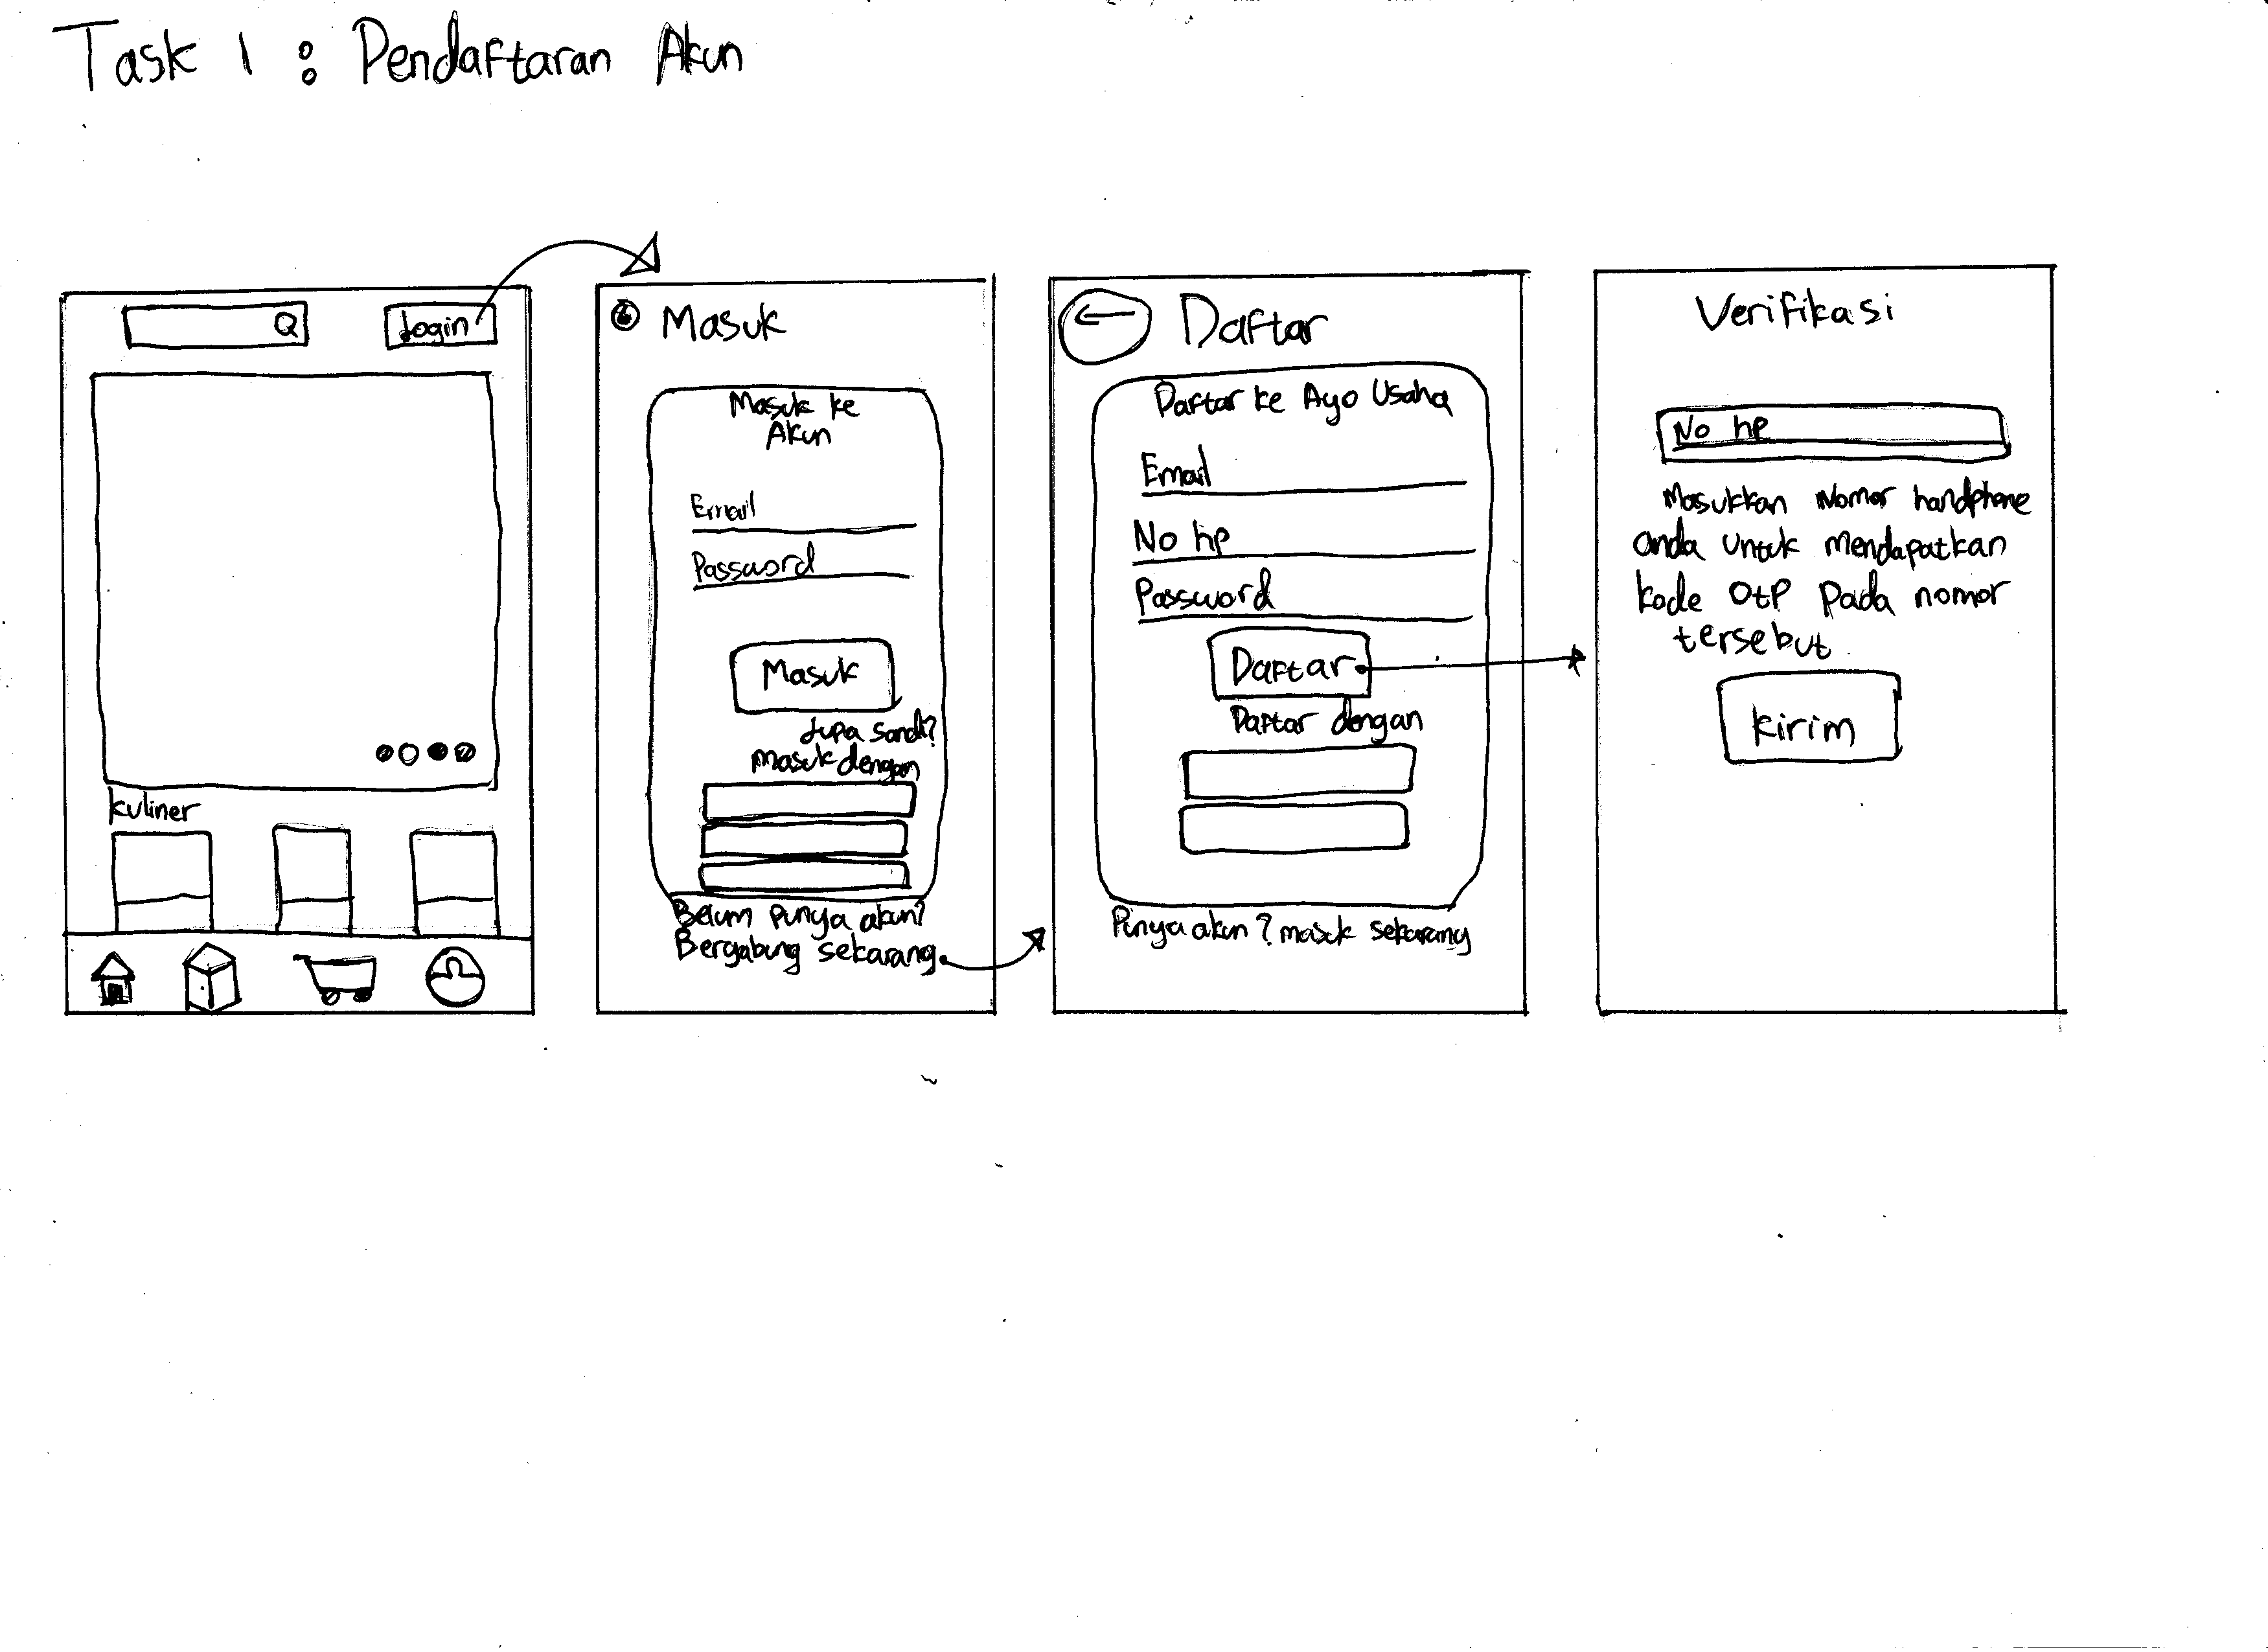 Task 1 : Pendaftaran Akun
Login
Kuliner
Masuk
Masuk ke
Akun
Email
Password
Masuk
Lupa Sandi?
Masuk dengan
Belum Punya akun?
Bergabung sekarang
Daftar
Daftar ke Ayo Usaha
Email
No hp
Password
Daftar
Daftar dengan
Punya akun? masuk sekarang
Verifikasi
No hp
Masukkan Nomor handphone
anda Untuk mendapatkan
kode OtP Pada nomor
tersebut
kirim